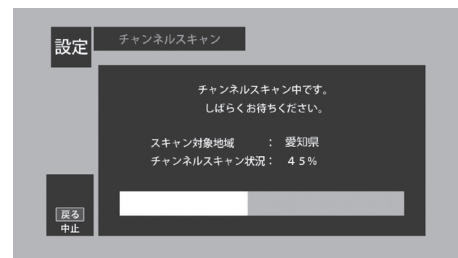 設定
チャンネルスキャン
チャンネルスキャン中です。
しばらくお待ちください。
スキャン対象地域　：　愛知県
チャンネルスキャン状況：　４５％
戻る
中止